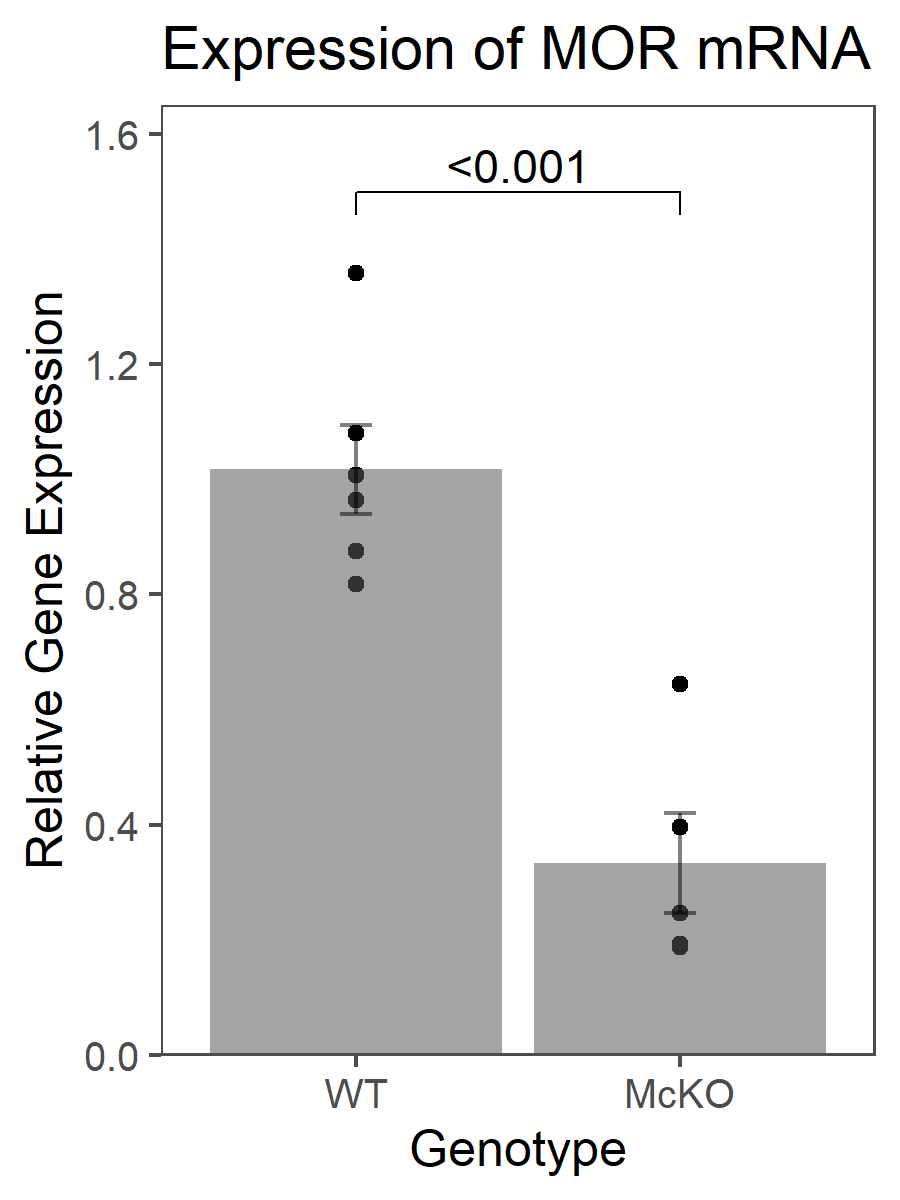 Expression of MOR mRNA
1.6
<0.001
1.2
0.8
0.4
0.0
Relative Gene Expression
WT McKO
Genotype